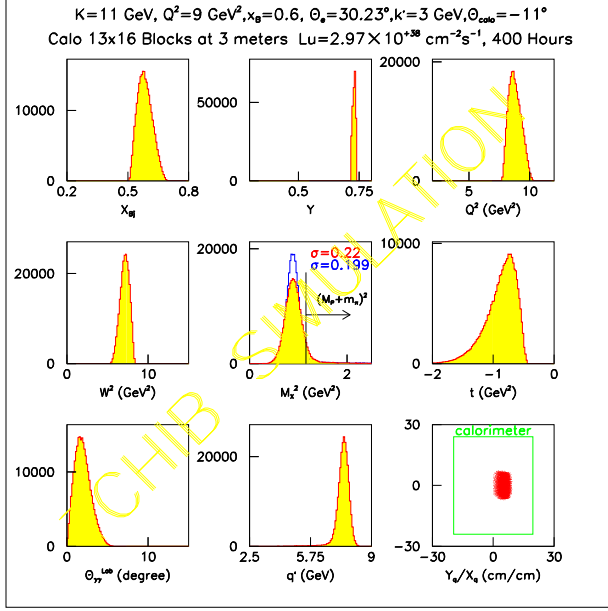 K=11 GeV, Q²=9 GeV²,x_B=0.6, Θ_e=30.23°,k'=3 GeV,Θ_calo=−11°
Calo 13x16 Blocks at 3 meters Lu=2.97×10⁺³⁸ cm⁻²s⁻¹, 400 Hours
10000
0
0.2 0.5 0.8
X_Bj
50000
0
0.5 0.75
Y
20000
10000
0
5 10
Q² (GeV²)
20000
0
0 10
W² (GeV²)
20000
10000
0
0 2
σ=0.22
σ=0.199
(M_p+m_π)²
M_x² (GeV²)
10000
0
−2 −1 0
t (GeV²)
10000
0
0 10
Θ_γγ^Lab (degree)
20000
0
2.5 5.75 9
q' (GeV)
30
0
−30
−30 0 30
calorimeter
Y_q/X_q (cm/cm)
CHIB SIMULATION